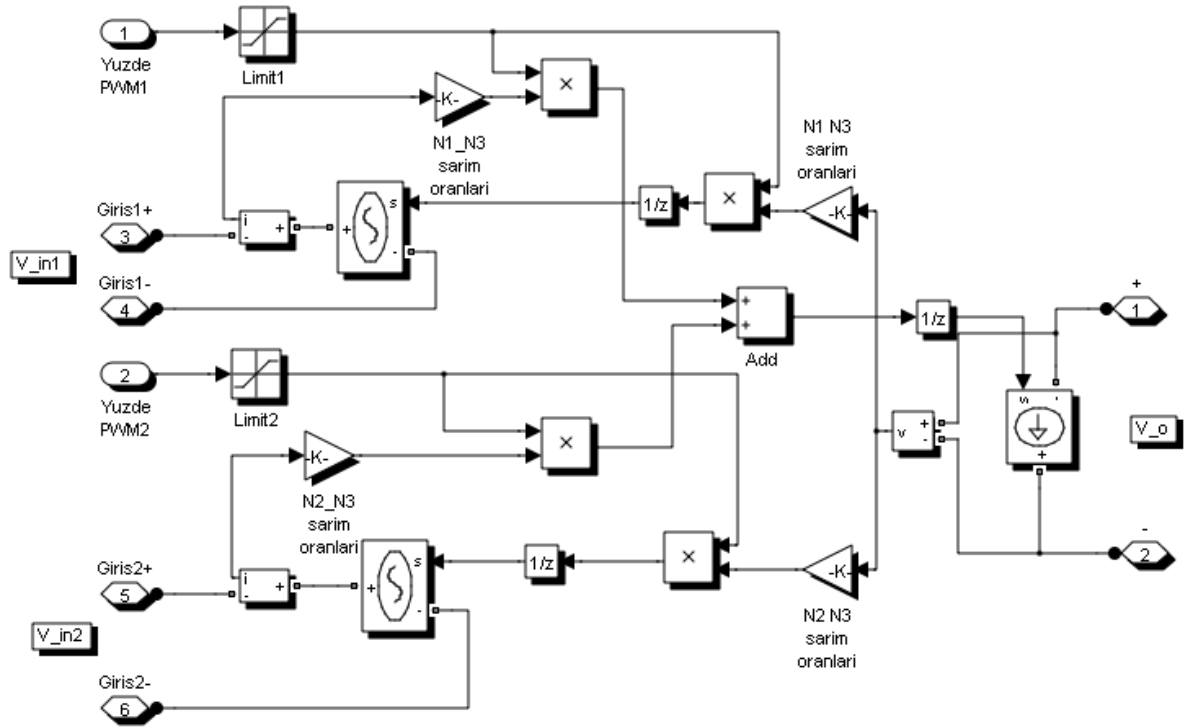 1
Yuzde
PWM1
Limit1
-K-
N1_N3
sarim
oranlari
×
N1 N3
sarim
oranlari
-K-
×
1/z
s
+
-
i
+
-
Giris1+
3
V_in1
Giris1-
4
+
+
Add
1/z
+
1
2
Yuzde
PWM2
Limit2
×
-K-
N2_N3
sarim
oranlari
v
+
-
s
-
+
V_o
-
2
×
1/z
-K-
N2 N3
sarim
oranlari
s
+
-
i
+
-
Giris2+
5
V_in2
Giris2-
6